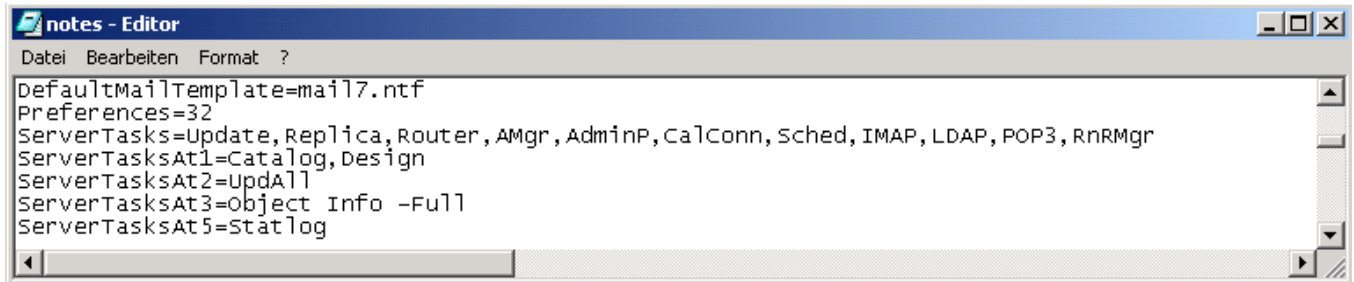 notes - Editor
Datei Bearbeiten Format ?
DefaultMailTemplate=mail7.ntf
Preferences=32
ServerTasks=Update,Replica,Router,AMgr,AdminP,CalConn,Sched,IMAP,LDAP,POP3,RnRMgr
ServerTasksAt1=Catalog,Design
ServerTasksAt2=UpdAll
ServerTasksAt3=Object Info -Full
ServerTasksAt5=Statlog